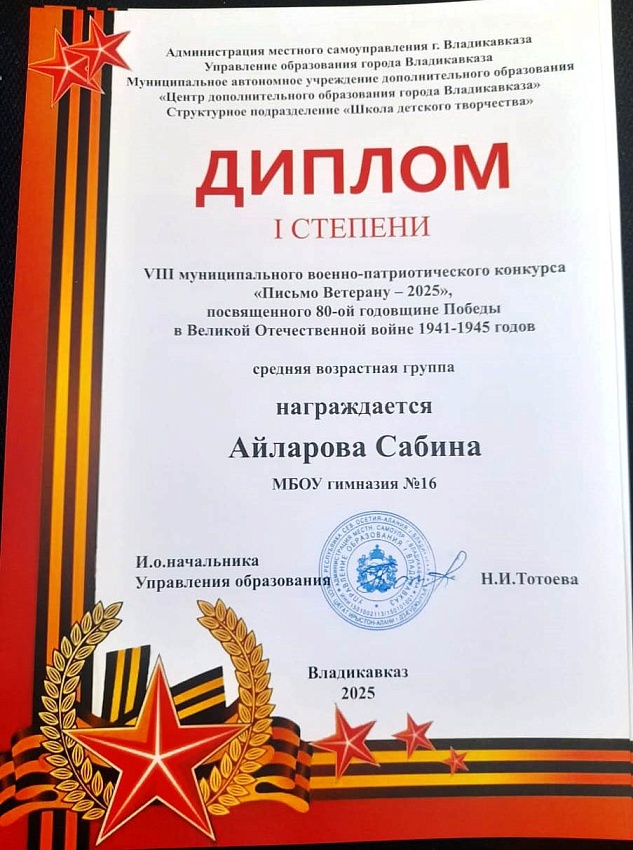 Администрация местного самоуправления г. Владикавказа
Управление образования города Владикавказа
Муниципальное автономное учреждение дополнительного образования
«Центр дополнительного образования города Владикавказа»
Структурное подразделение «Школа детского творчества»
ДИПЛОМ
I СТЕПЕНИ
VIII муниципального военно-патриотического конкурса
«Письмо Ветерану – 2025»,
посвященного 80-ой годовщине Победы
в Великой Отечественной войне 1941-1945 годов
средняя возрастная группа
награждается
Айларова Сабина
МБОУ гимназия №16
И.о.начальника
Управления образования
Н.И.Тотоева
Владикавказ
2025